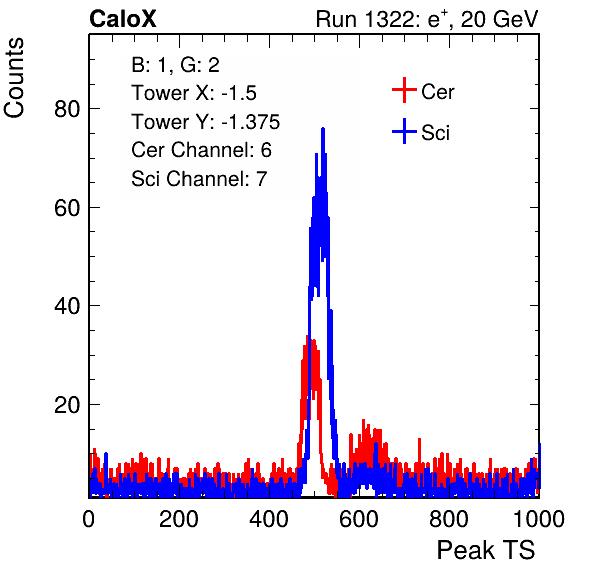 CaloX
Run 1322: e+, 20 GeV
Counts
B: 1, G: 2
Tower X: -1.5
Tower Y: -1.375
Cer Channel: 6
Sci Channel: 7
Cer
Sci
80
60
40
20
0 200 400 600 800 1000
Peak TS